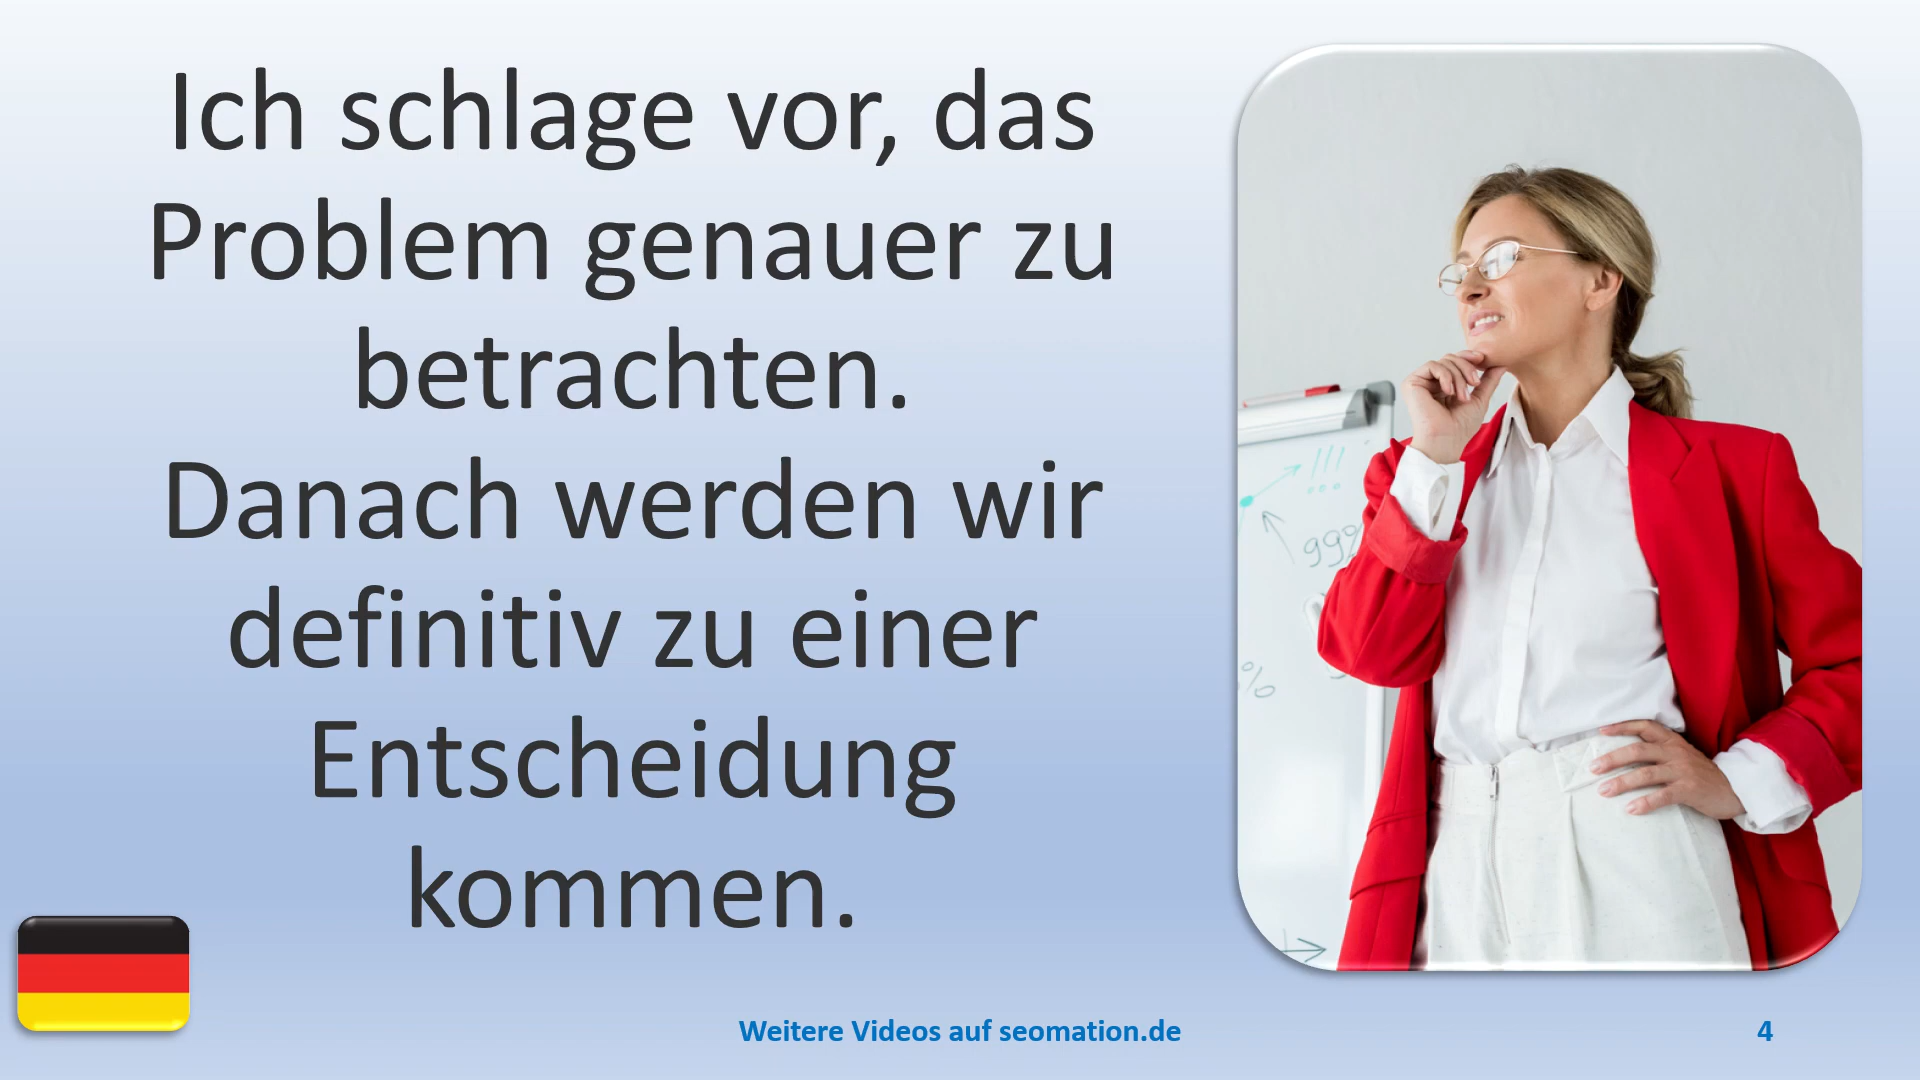 Ich schlage vor, das
Problem genauer zu
betrachten.
Danach werden wir
definitiv zu einer
Entscheidung
kommen.
!!!
99%
%
Weitere Videos auf seomation.de
4